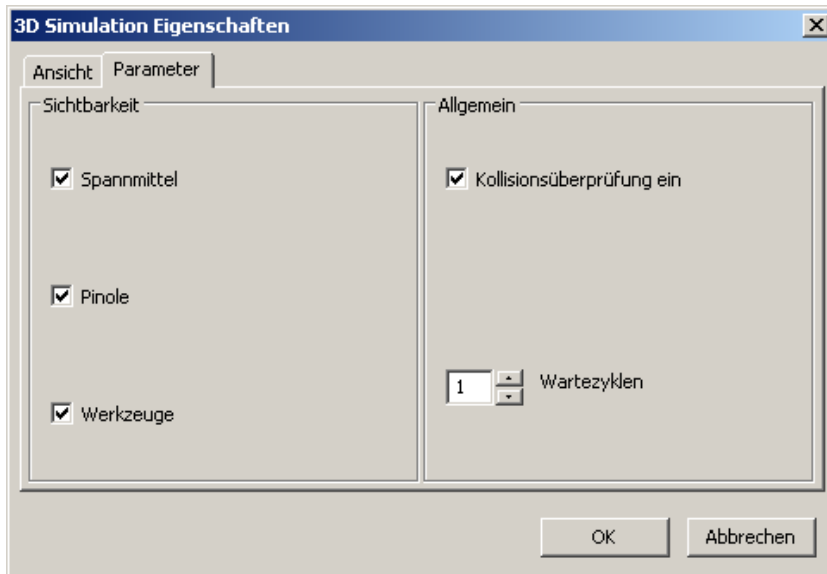 3D Simulation Eigenschaften
Ansicht Parameter
Sichtbarkeit
Spannmittel
Pinole
Werkzeuge
Allgemein
Kollisionsüberprüfung ein
1 Wartezyklen
OK Abbrechen